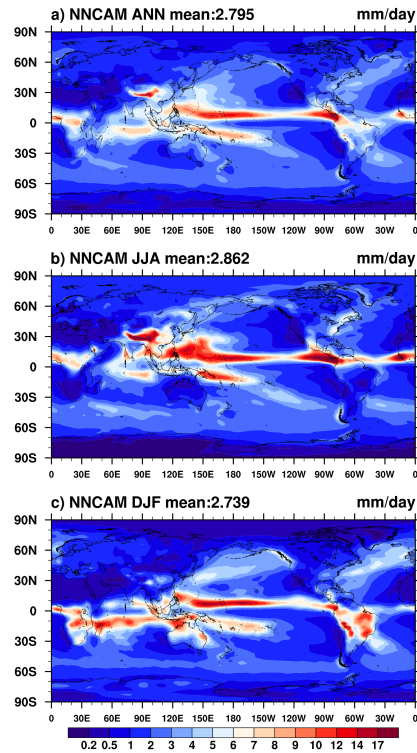 a) NNCAM ANN mean:2.795 mm/day
90N
60N
30N
0
30S
60S
90S
0 30E 60E 90E 120E 150E 180 150W 120W 90W 60W 30W 0
b) NNCAM JJA mean:2.862 mm/day
90N
60N
30N
0
30S
60S
90S
0 30E 60E 90E 120E 150E 180 150W 120W 90W 60W 30W 0
c) NNCAM DJF mean:2.739 mm/day
90N
60N
30N
0
30S
60S
90S
0 30E 60E 90E 120E 150E 180 150W 120W 90W 60W 30W 0
0.2 0.5 1 2 3 4 5 6 7 8 9 10 12 14 17